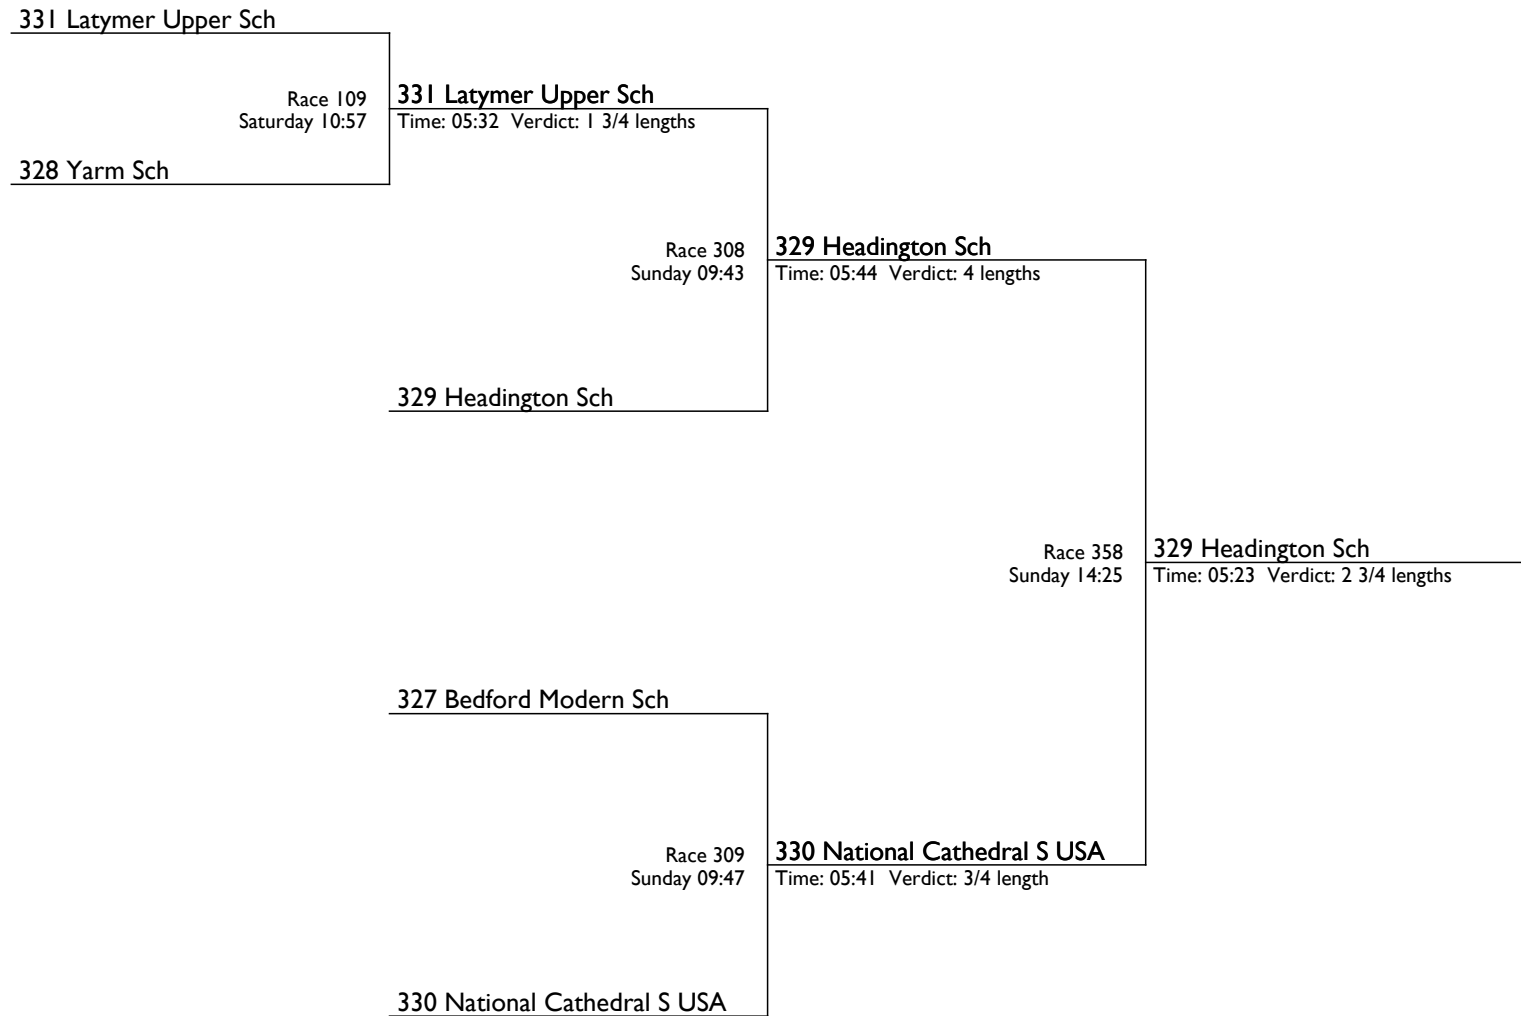 331 Latymer Upper Sch
Race 109
Saturday 10:57
331 Latymer Upper Sch
Time: 05:32 Verdict: 1 3/4 lengths
328 Yarm Sch
Race 308
Sunday 09:43
329 Headington Sch
Time: 05:44 Verdict: 4 lengths
329 Headington Sch
Race 358
Sunday 14:25
329 Headington Sch
Time: 05:23 Verdict: 2 3/4 lengths
327 Bedford Modern Sch
Race 309
Sunday 09:47
330 National Cathedral S USA
Time: 05:41 Verdict: 3/4 length
330 National Cathedral S USA